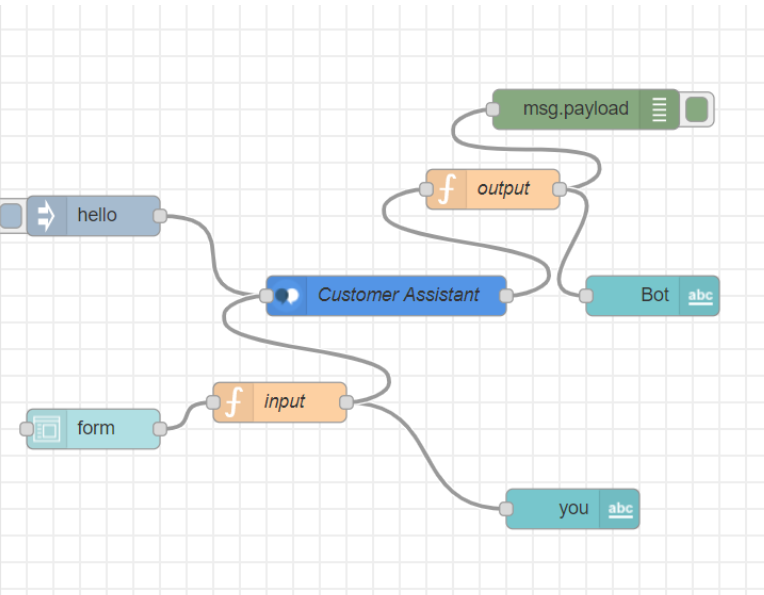 msg.payload
output
hello
Customer Assistant
Bot abc
input
form
you abc